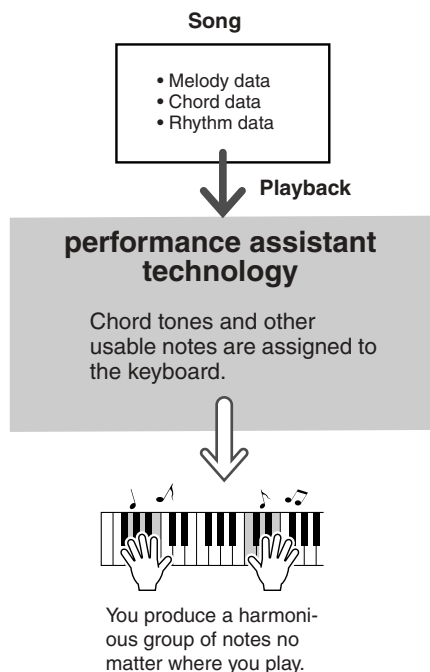 Song
• Melody data
• Chord data
• Rhythm data
Playback
performance assistant
technology
Chord tones and other
usable notes are assigned to
the keyboard.
You produce a harmoni-
ous group of notes no
matter where you play.